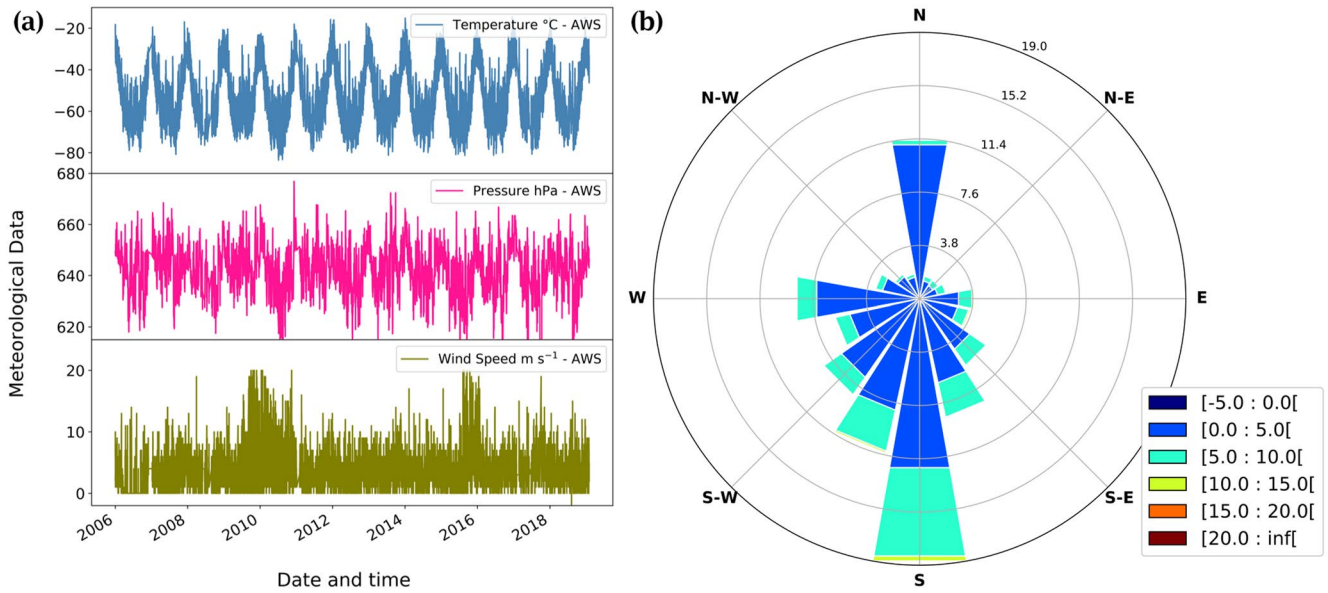 (a)
Temperature °C - AWS
−20
−40
−60
−80
680
Pressure hPa - AWS
660
640
620
Wind Speed m s⁻¹ - AWS
20
10
0
Meteorological Data
2006
2008
2010
2012
2014
2016
2018
Date and time
(b)
N
N-E
E
S-E
S
S-W
W
N-W
3.8
7.6
11.4
15.2
19.0
[-5.0 : 0.0[
[0.0 : 5.0[
[5.0 : 10.0[
[10.0 : 15.0[
[15.0 : 20.0[
[20.0 : inf[